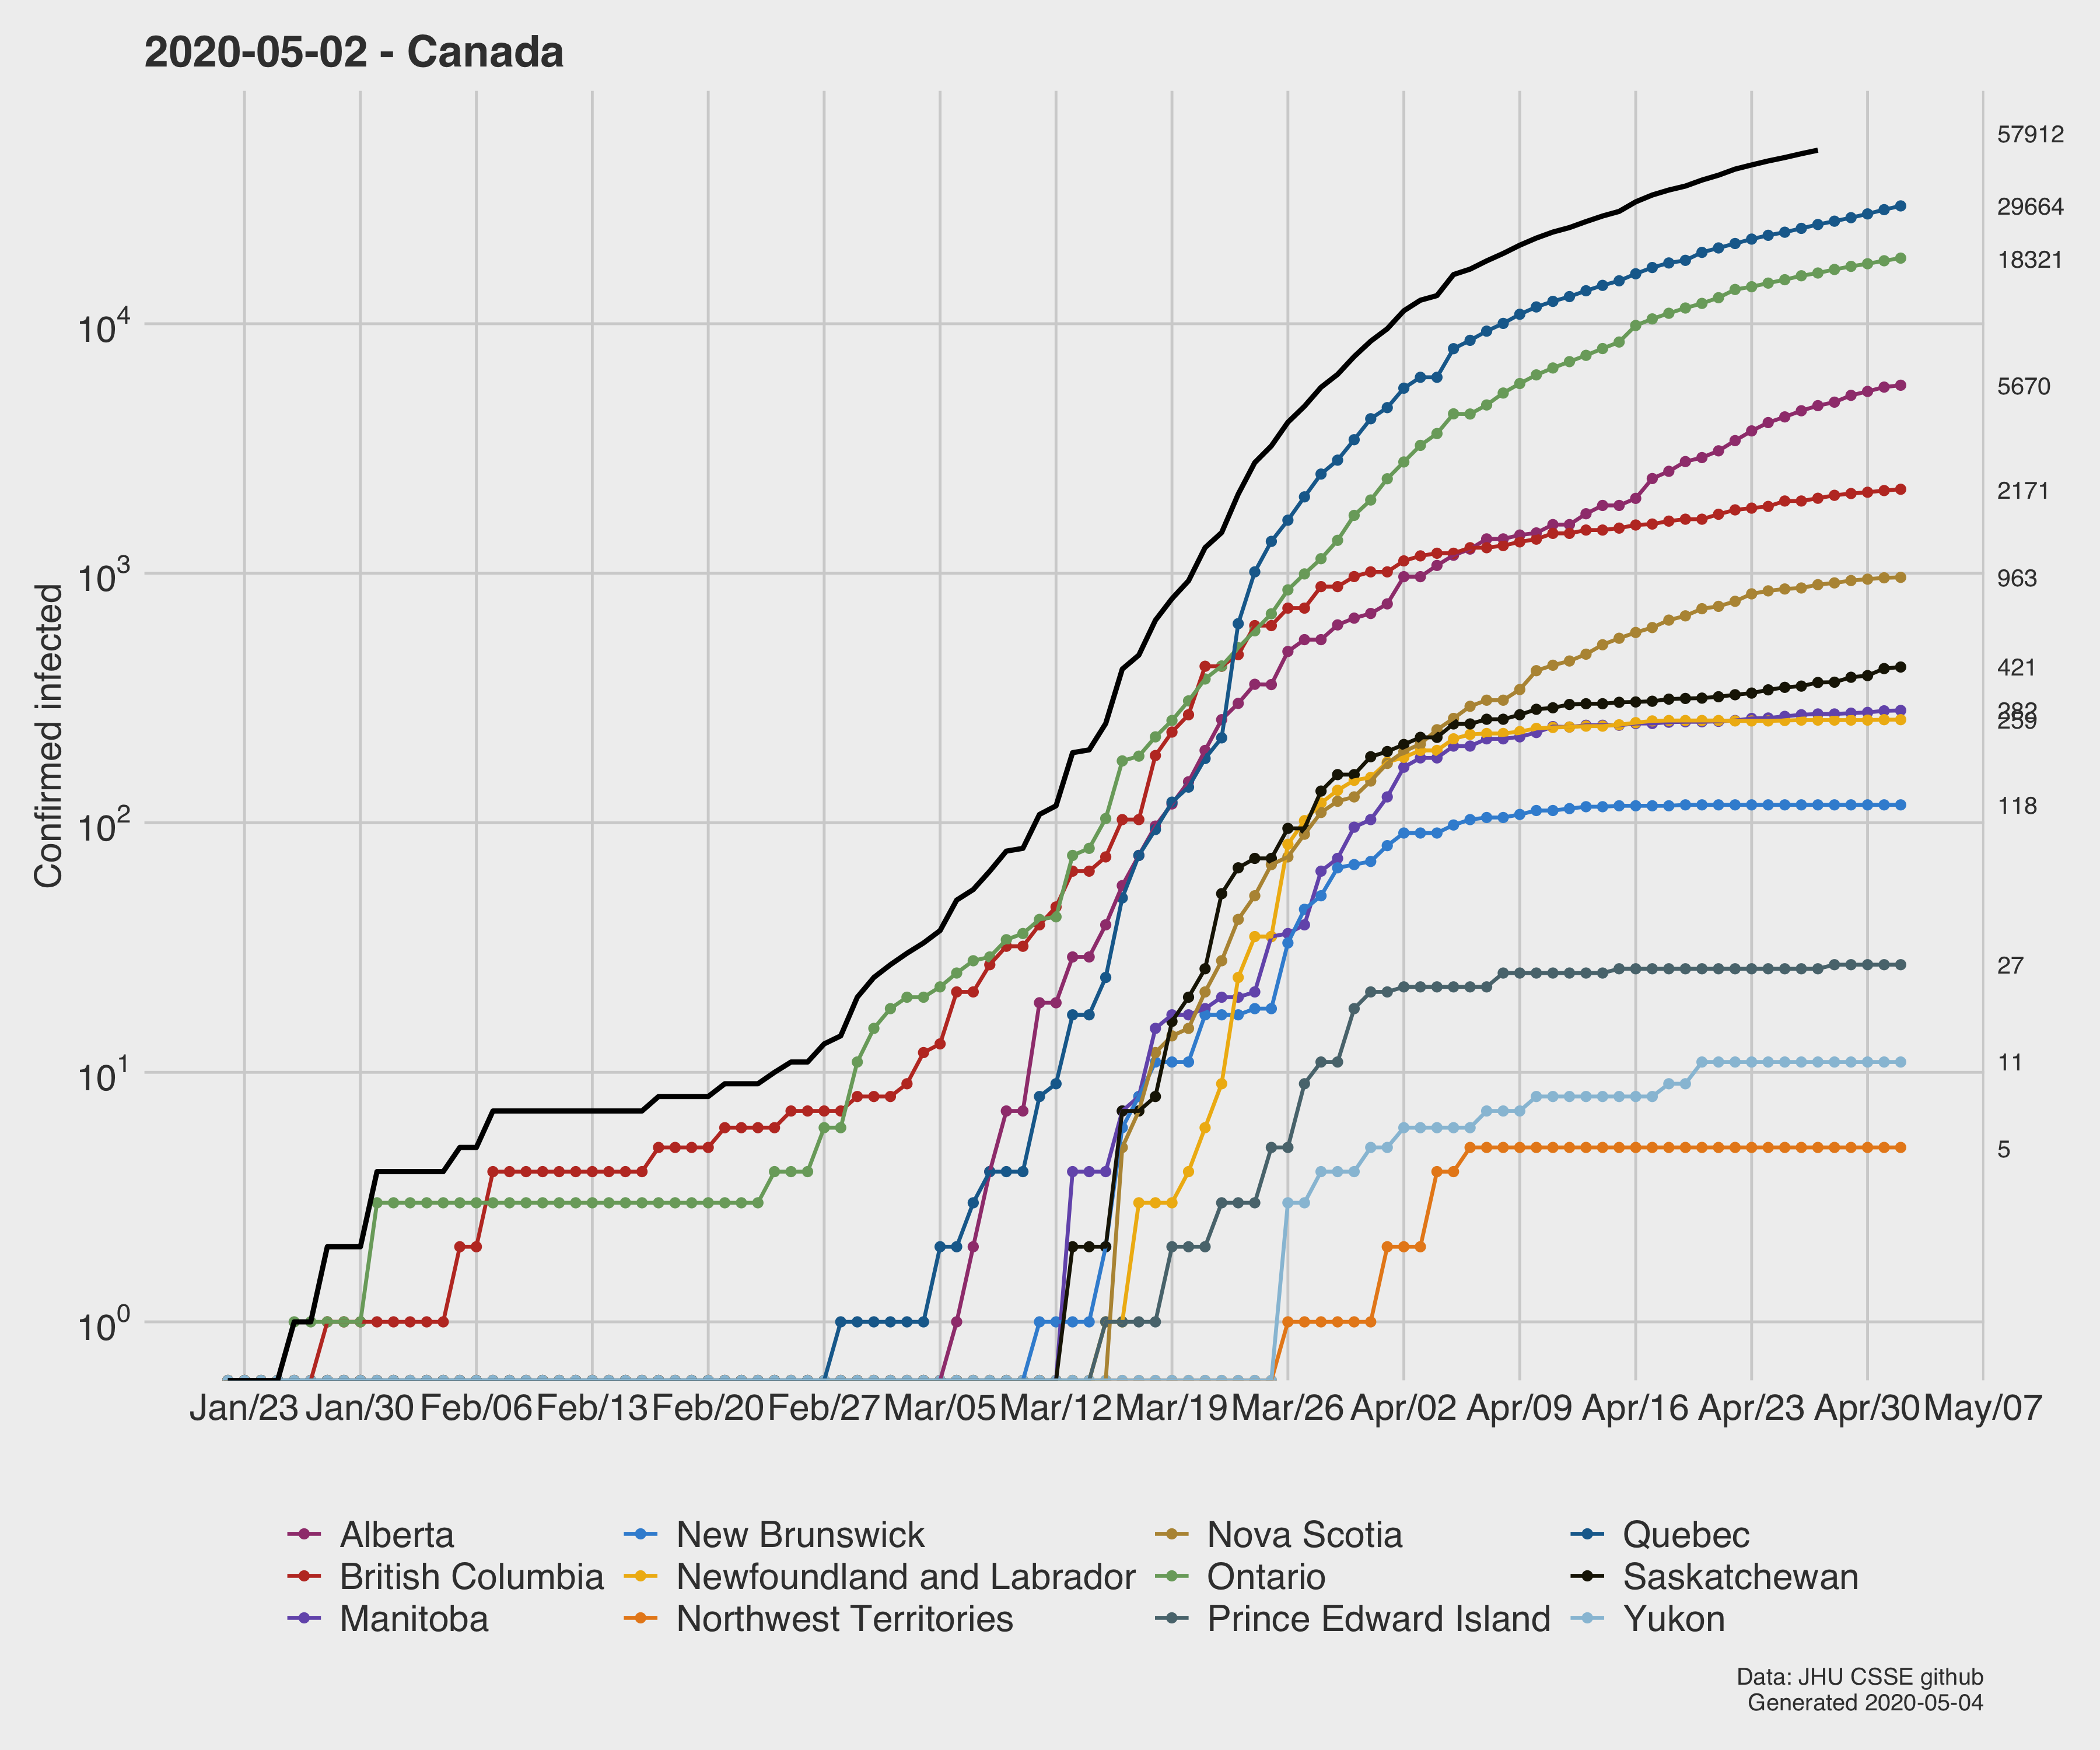 2020-05-02 - Canada
57912
29664
18321
10^4
5670
2171
10^3
963
Confirmed infected
421
282
259
10^2
118
27
10^1
11
5
10^0
Jan/23 Jan/30 Feb/06 Feb/13 Feb/20 Feb/27 Mar/05 Mar/12 Mar/19 Mar/26 Apr/02 Apr/09 Apr/16 Apr/23 Apr/30 May/07
Alberta New Brunswick Nova Scotia Quebec
British Columbia Newfoundland and Labrador Ontario Saskatchewan
Manitoba Northwest Territories Prince Edward Island Yukon
Data: JHU CSSE github
Generated 2020-05-04